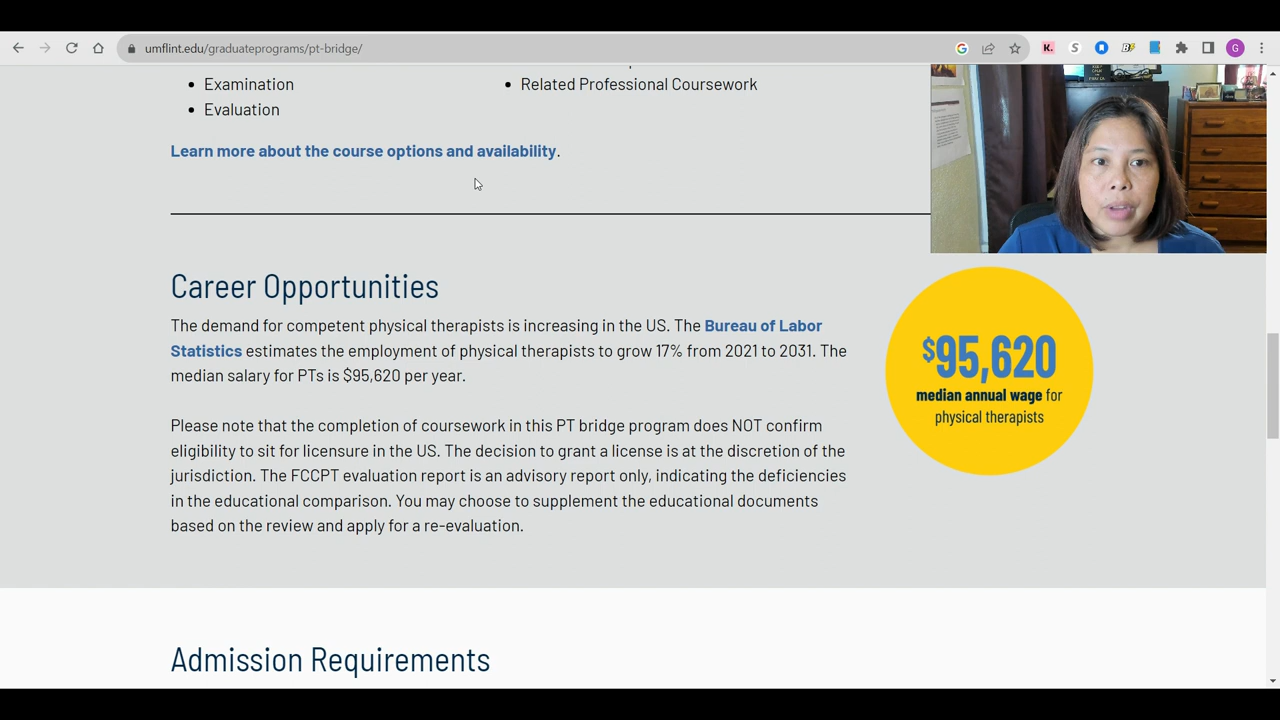 umflint.edu/graduateprograms/pt-bridge/
Examination
Evaluation
Related Professional Coursework
Learn more about the course options and availability.
Career Opportunities
The demand for competent physical therapists is increasing in the US. The Bureau of Labor
Statistics estimates the employment of physical therapists to grow 17% from 2021 to 2031. The
median salary for PTs is $95,620 per year.
Please note that the completion of coursework in this PT bridge program does NOT confirm
eligibility to sit for licensure in the US. The decision to grant a license is at the discretion of the
jurisdiction. The FCCPT evaluation report is an advisory report only, indicating the deficiencies
in the educational comparison. You may choose to supplement the educational documents
based on the review and apply for a re-evaluation.
$95,620
median annual wage for
physical therapists
Admission Requirements